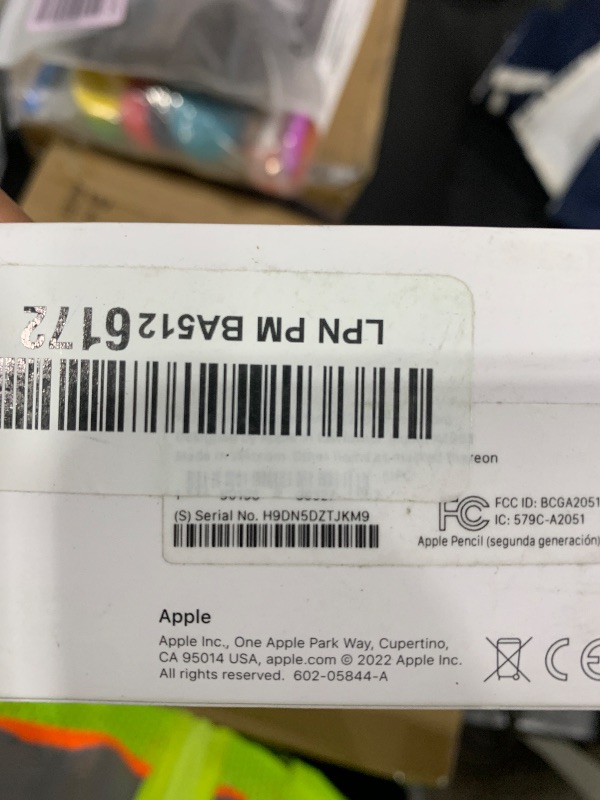 LPN PM BA5126172
reon
(S) Serial No. H9DN5DZTJKM9
FCC ID: BCGA2051
IC: 579C-A2051
Apple Pencil (segunda generación)
Apple
Apple Inc., One Apple Park Way, Cupertino,
CA 95014 USA, apple.com © 2022 Apple Inc.
All rights reserved. 602-05844-A